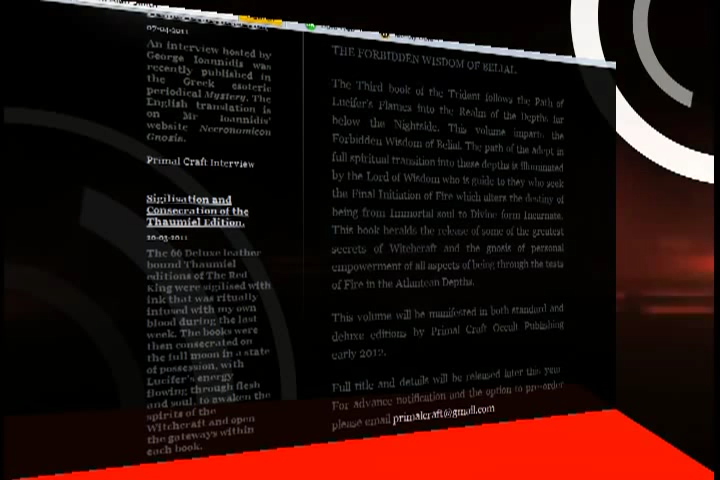 07-04-2011
An interview hosted by
George Ioannidis was
recently published in
the Greek esoteric
periodical Mystery. The
English translation is
on Mr Ioannidis'
website Necronomicon
Gnosis.
Primal Craft Interview
Sigilisation and
Consecration of the
Thaumiel Edition.
20-03-2011
The 66 Deluxe leather
bound Thaumiel
editions of The Red
King were sigilised with
ink that was ritually
infused with my own
blood during the last
week. The books were
then consecrated on
the full moon in a state
of possession, with
Lucifer's energy
flowing through flesh
and soul, to awaken the
spirits of the
Witchcraft and open
the gateways within
each book.
THE FORBIDDEN WISDOM OF BELIAL
The Third book of the Trident follows the Path of
Lucifer's Flames into the Realm of the Depths far
below the Nightside. This volume imparts the
Forbidden Wisdom of Belial. The path of the adept in
full spiritual transition into these depths is illuminated
by the Lord of Wisdom who is guide to they who seek
the Final Initiation of Fire which alters the destiny of
being from Immortal soul to Divine form Incarnate.
This book heralds the release of some of the greatest
secrets of Witchcraft and the gnosis of personal
empowerment of all aspects of being through the tests
of Fire in the Atlantean Depths.
This volume will be manifested in both standard and
deluxe editions by Primal Craft Occult Publishing
early 2012.
Full title and details will be released later this year
For advance notification and the option to pre-order
please email primalcraft@gmail.com